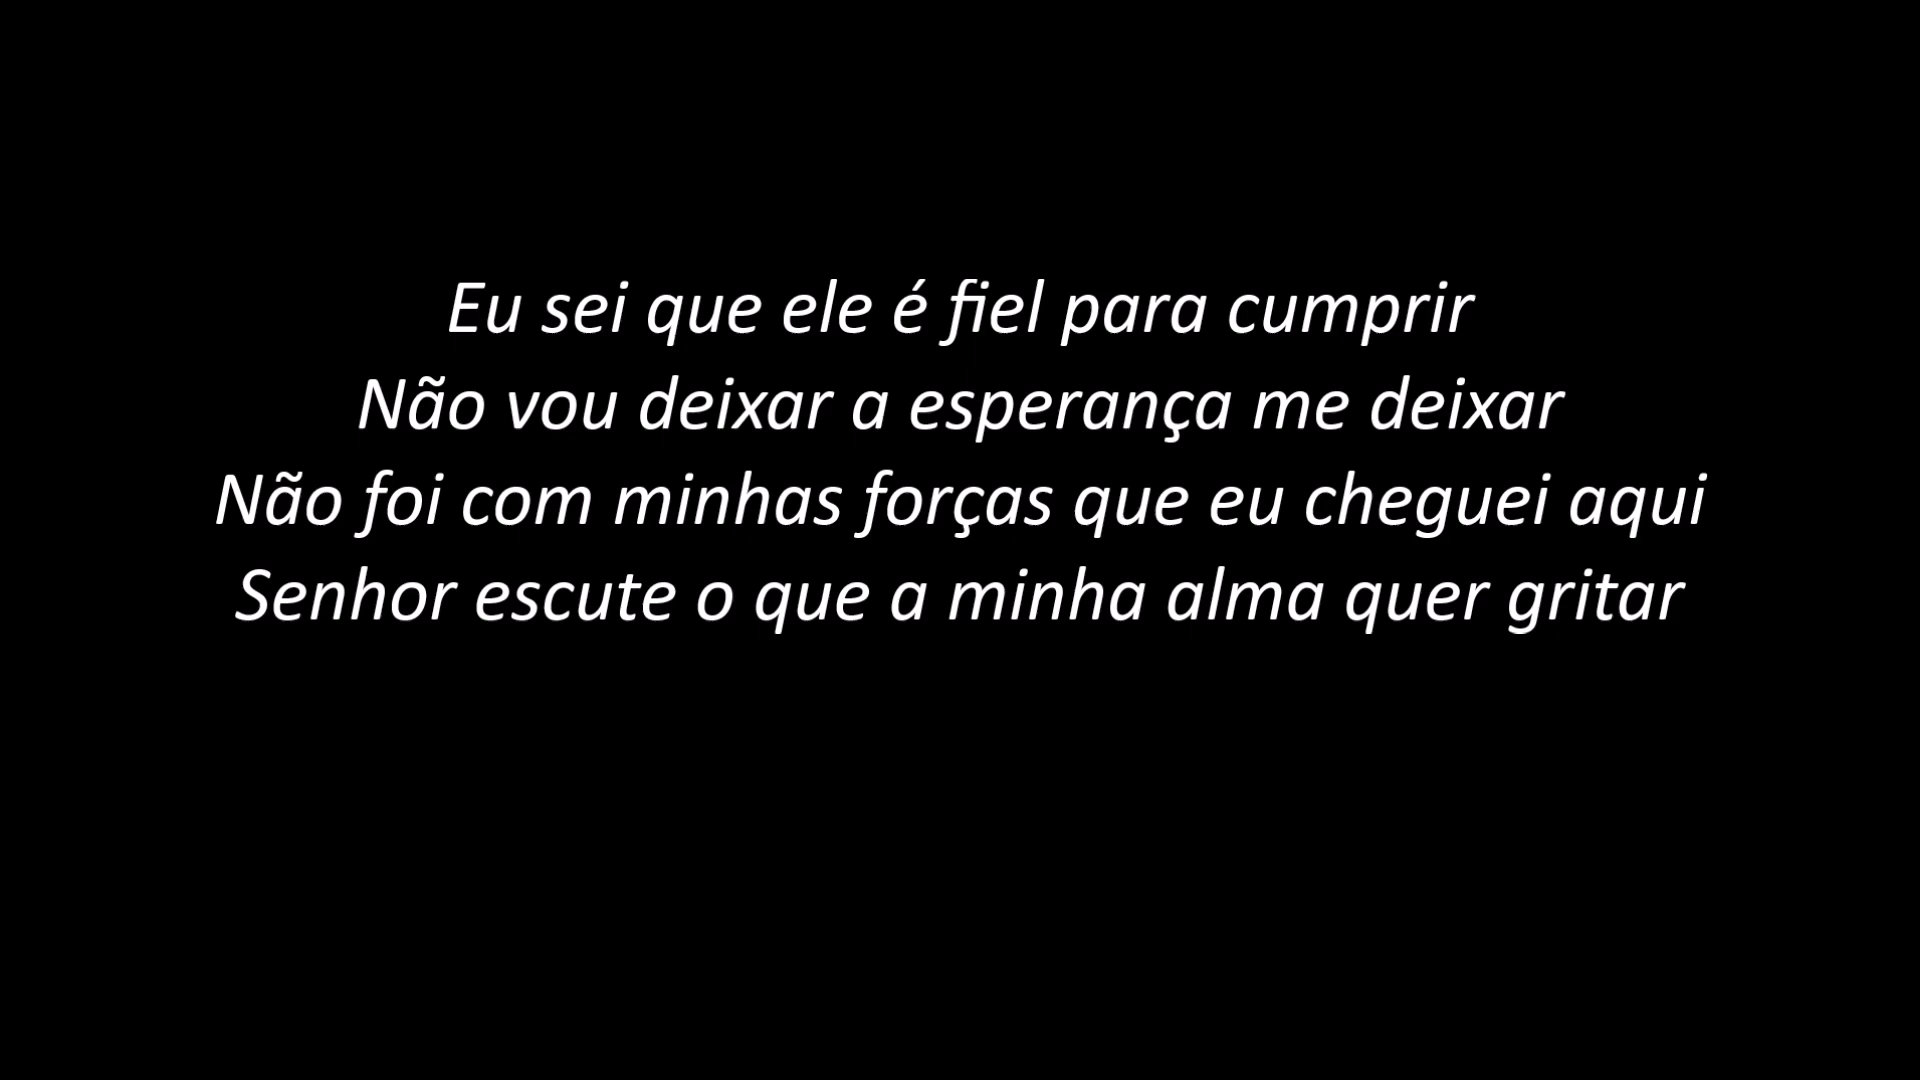 Eu sei que ele é fiel para cumprir
Não vou deixar a esperança me deixar
Não foi com minhas forças que eu cheguei aqui
Senhor escute o que a minha alma quer gritar